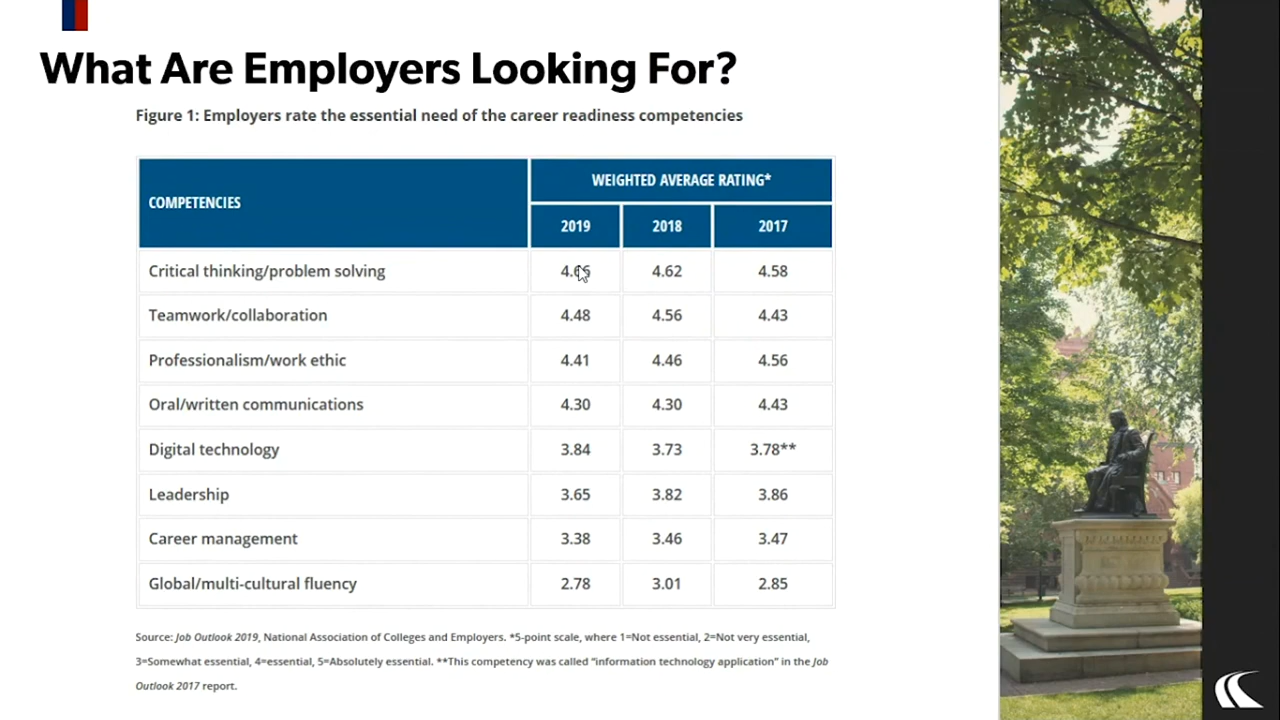 What Are Employers Looking For?
Figure 1: Employers rate the essential need of the career readiness competencies
COMPETENCIES
WEIGHTED AVERAGE RATING*
2019 2018 2017
Critical thinking/problem solving 4.62 4.58
Teamwork/collaboration 4.48 4.56 4.43
Professionalism/work ethic 4.41 4.46 4.56
Oral/written communications 4.30 4.30 4.43
Digital technology 3.84 3.73 3.78**
Leadership 3.65 3.82 3.86
Career management 3.38 3.46 3.47
Global/multi-cultural fluency 2.78 3.01 2.85
Source: Job Outlook 2019, National Association of Colleges and Employers. *5-point scale, where 1=Not essential, 2=Not very essential,
3=Somewhat essential, 4=essential, 5=Absolutely essential. **This competency was called “information technology application” in the Job
Outlook 2017 report.